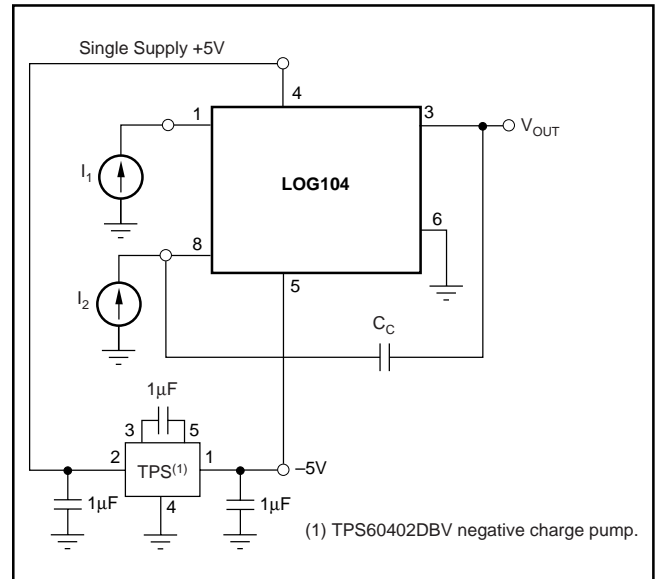 Single Supply +5V
4
1
3
V_OUT
I_1
LOG104
6
8
5
I_2
C_C
1μF
3 5
2
TPS(1)
1
–5V
1μF
4
1μF
(1) TPS60402DBV negative charge pump.